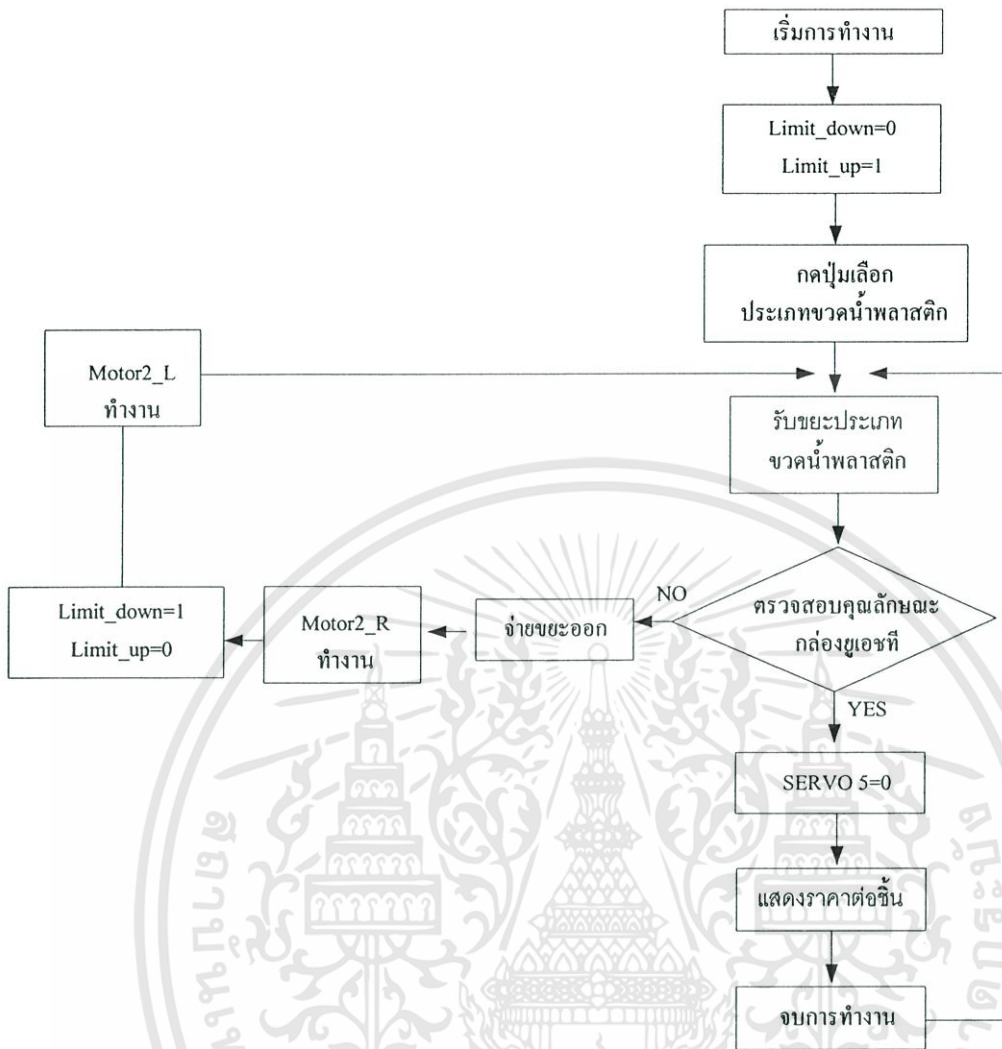 เริ่มการทำงาน
Limit_down=0
Limit_up=1
กดปุ่มเลือก
ประเภทขวดน้ำพลาสติก
Motor2_L
ทำงาน
รับขยะประเภท
ขวดน้ำพลาสติก
NO
ตรวจสอบคุณลักษณะ
กล่องยูเอชที
จ่ายขยะออก
Motor2_R
ทำงาน
Limit_down=1
Limit_up=0
YES
SERVO 5=0
แสดงราคาต่อชิ้น
จบการทำงาน